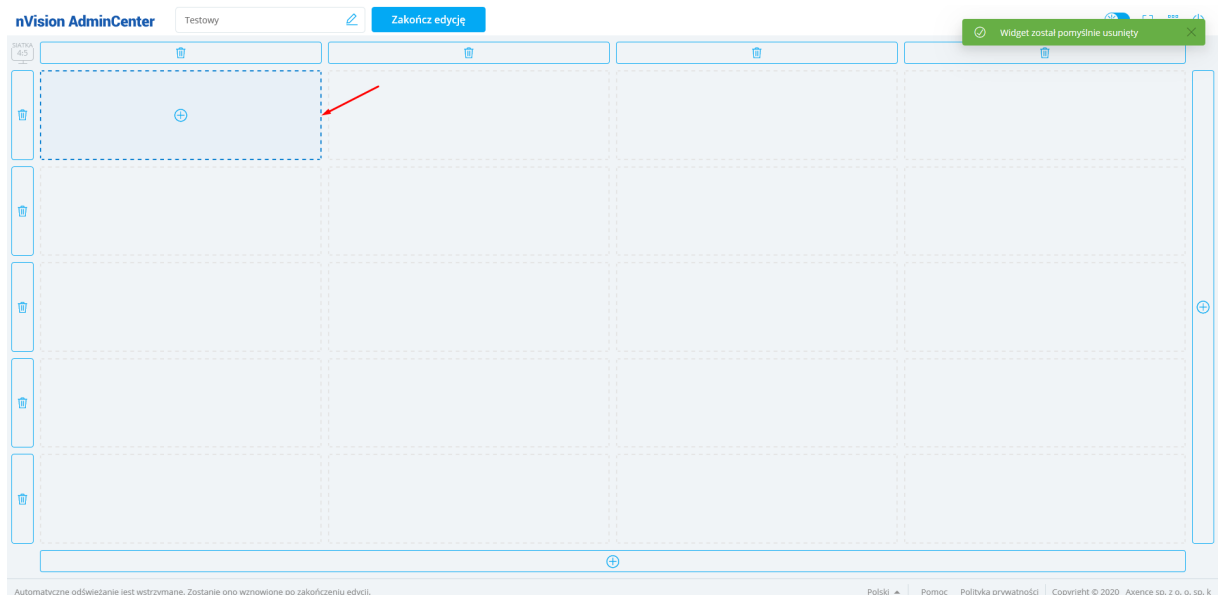 nVision AdminCenter
Testowy
Zakończ edycję
Widget został pomyślnie usunięty
SIATKA
4:5
Automatyczne odświeżanie jest wstrzymane. Zostanie ono wznowione po zakończeniu edycji.
Polski
Pomoc
Polityka prywatności
Copyright © 2020 Axence sp. z o. o. sp. k